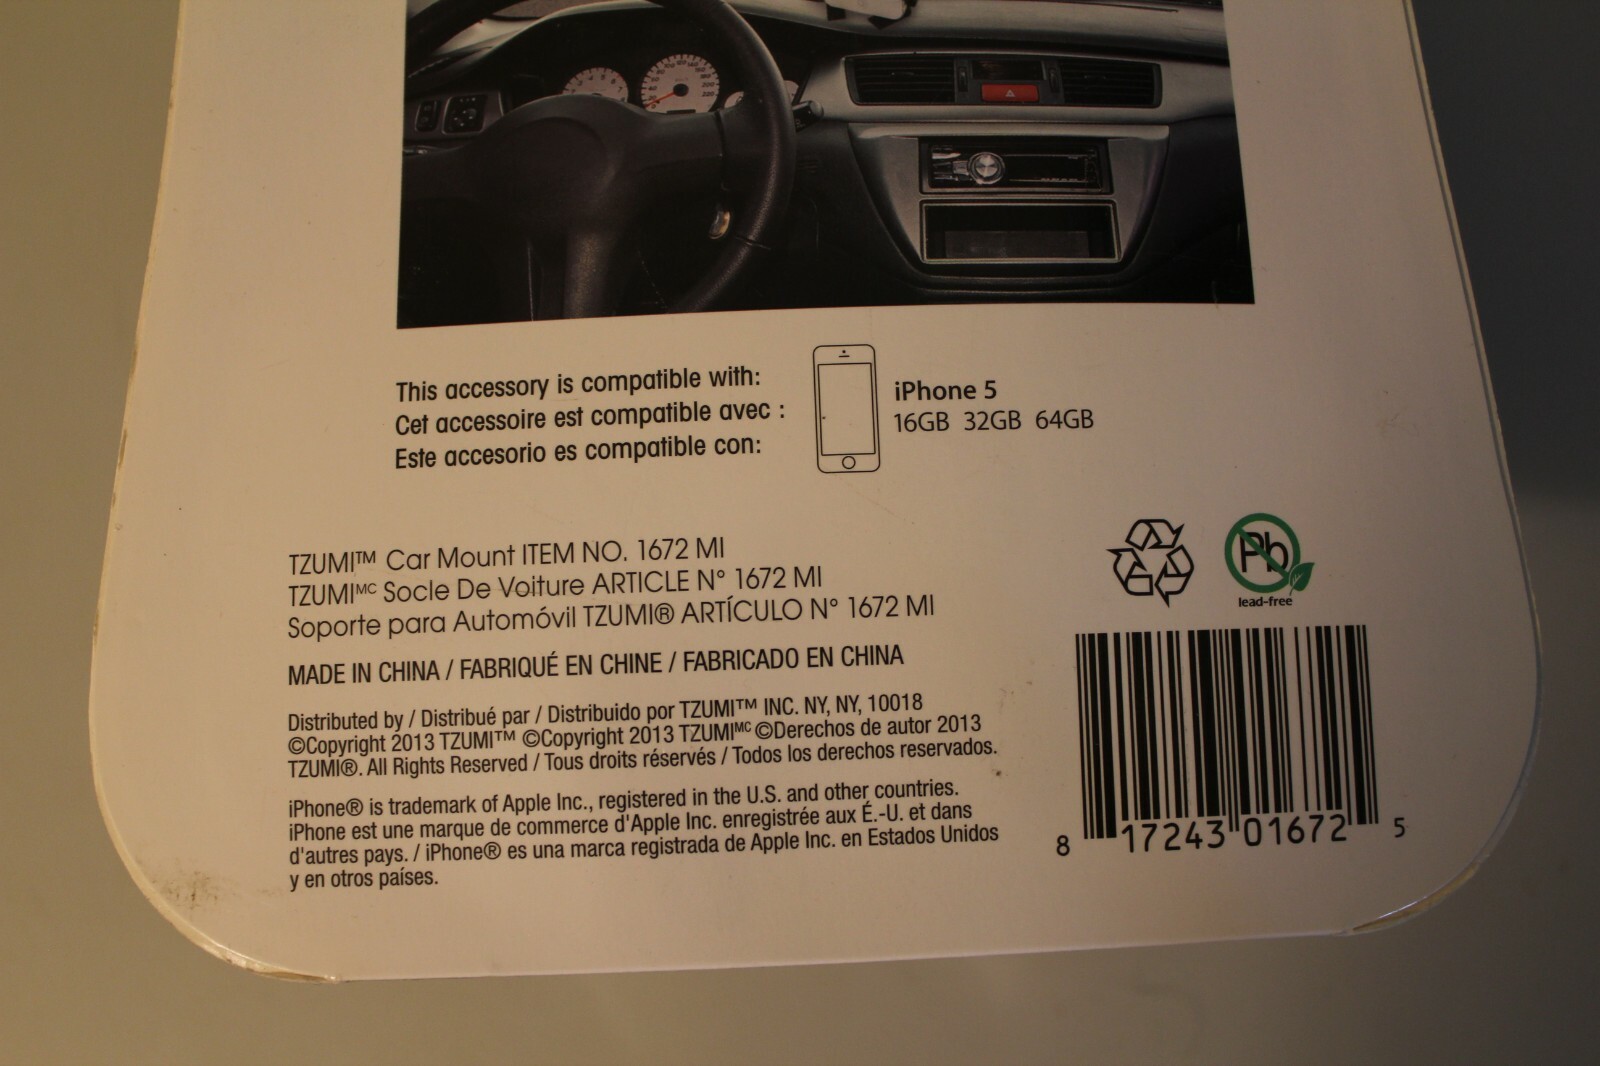 This accessory is compatible with:
Cet accessoire est compatible avec :
Este accesorio es compatible con:
iPhone 5
16GB 32GB 64GB
TZUMI™ Car Mount ITEM NO. 1672 MI
TZUMIᴹᶜ Socle De Voiture ARTICLE N° 1672 MI
Soporte para Automóvil TZUMI® ARTÍCULO N° 1672 MI
MADE IN CHINA / FABRIQUÉ EN CHINE / FABRICADO EN CHINA
Distributed by / Distribué par / Distribuido por TZUMI™ INC. NY, NY, 10018
©Copyright 2013 TZUMI™ ©Copyright 2013 TZUMIᴹᶜ ©Derechos de autor 2013
TZUMI®. All Rights Reserved / Tous droits réservés / Todos los derechos reservados.
iPhone® is trademark of Apple Inc., registered in the U.S. and other countries.
iPhone est une marque de commerce d'Apple Inc. enregistrée aux É.-U. et dans
d'autres pays. / iPhone® es una marca registrada de Apple Inc. en Estados Unidos
y en otros países.
Pb
lead-free
8 17243 01672 5